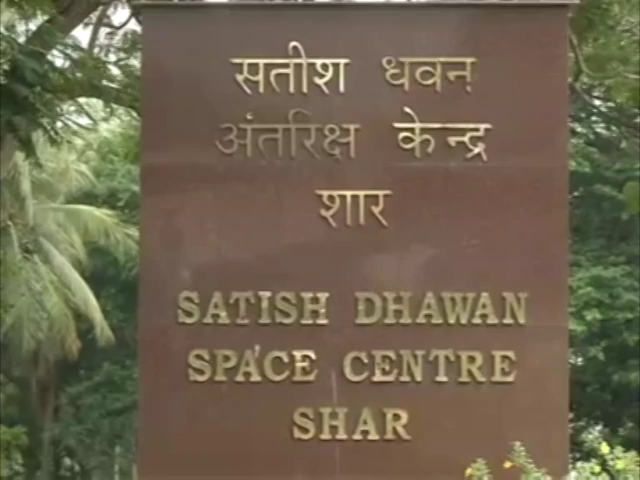 सतीश धवन
अंतरिक्ष केन्द्र
शार
SATISH DHAWAN
SPACE CENTRE
SHAR